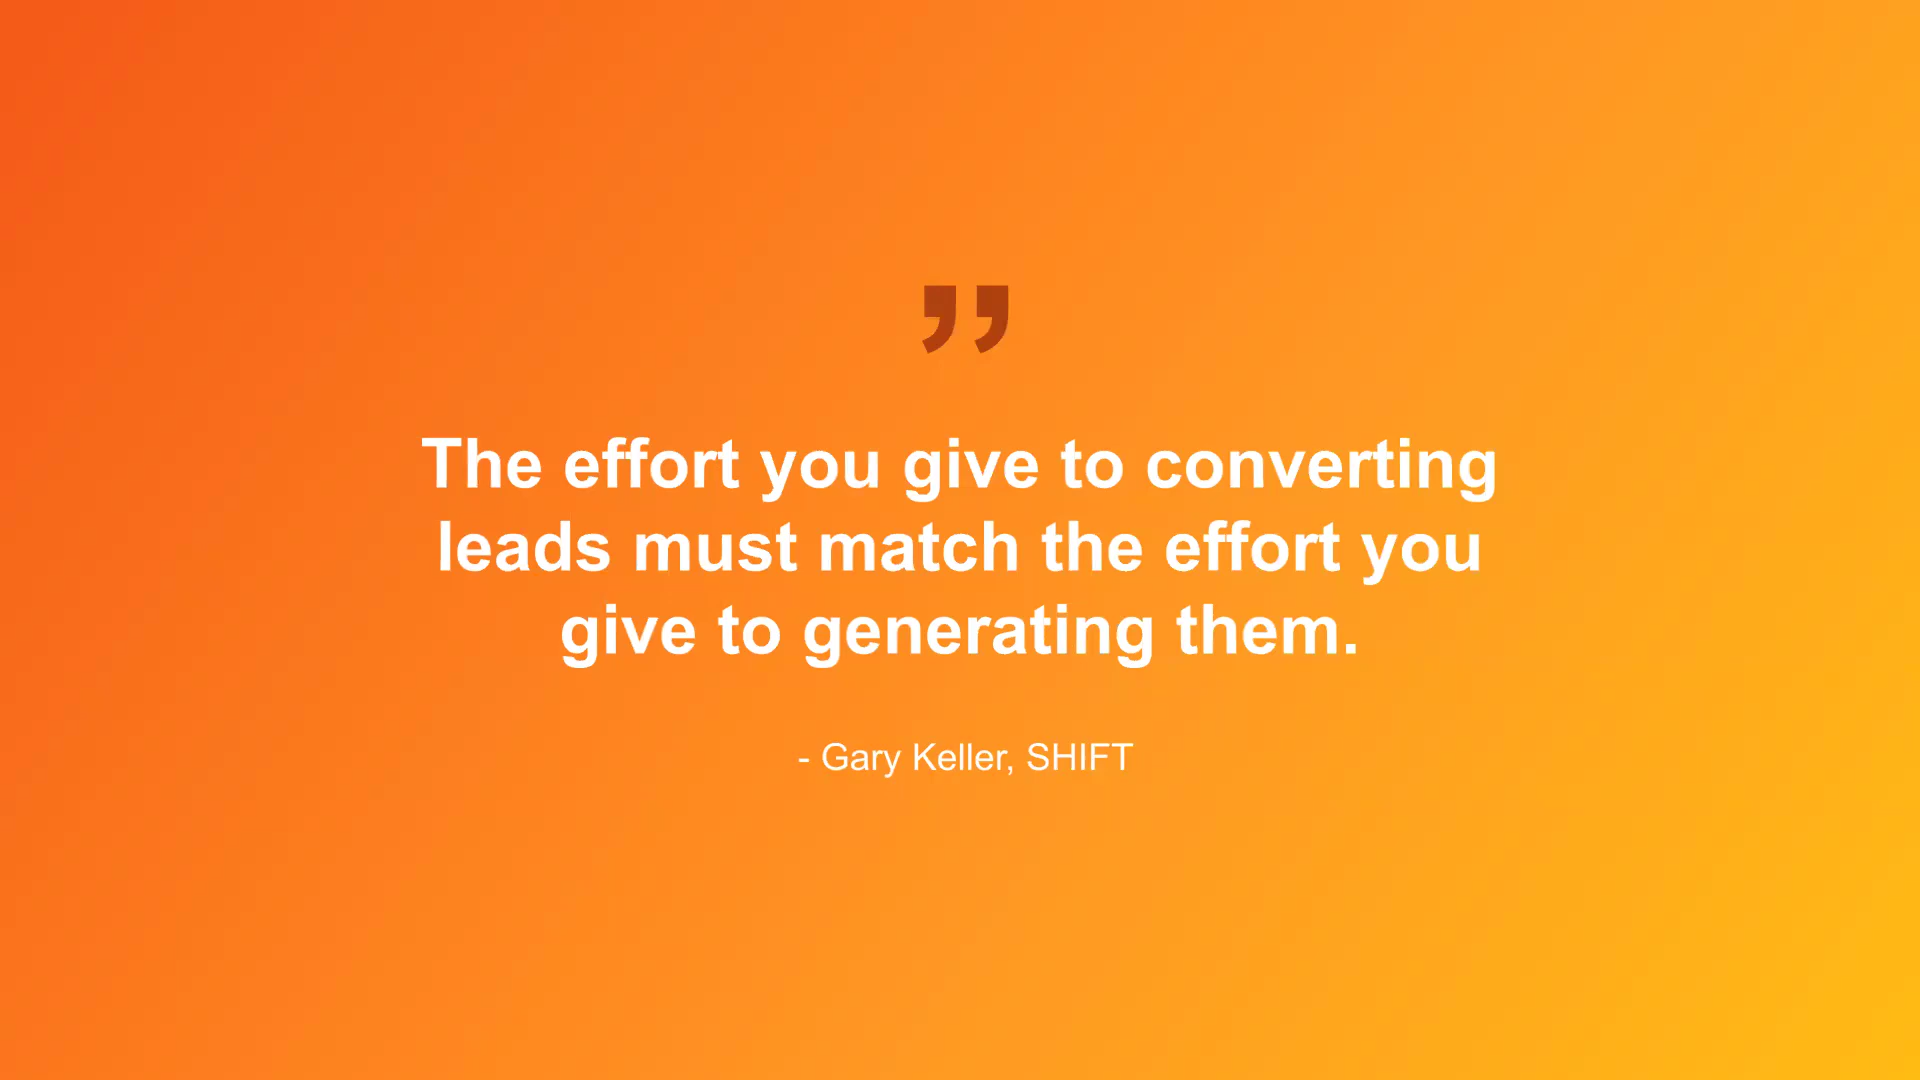 ”
The effort you give to converting
leads must match the effort you
give to generating them.
- Gary Keller, SHIFT